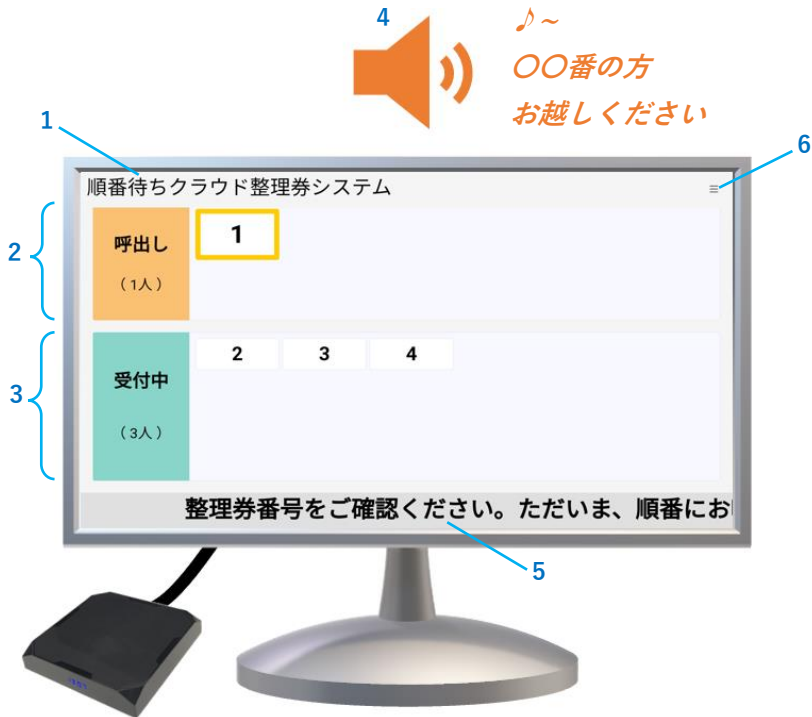 4
♪~
〇〇番の方
お越しください
1
6
順番待ちクラウド整理券システム
≡
2
呼出し
(1人)
1
3
受付中
(3人)
2 3 4
整理券番号をご確認ください。ただいま、順番にお
5